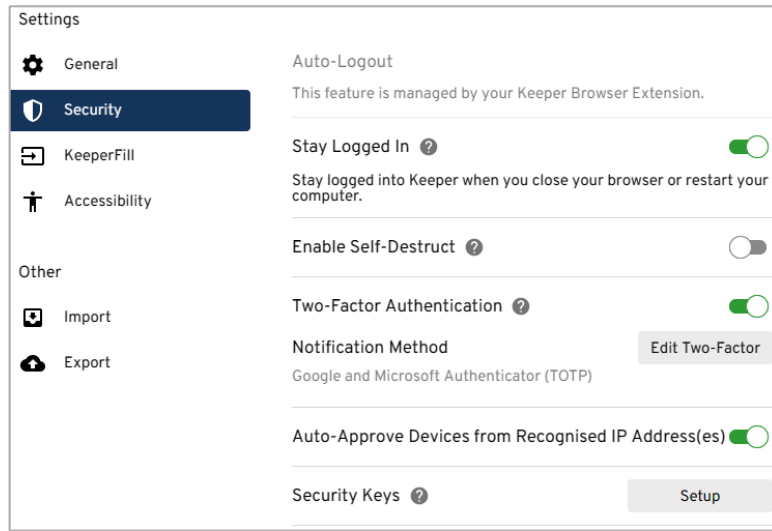 Settings
General
Security
KeeperFill
Accessibility
Other
Import
Export
Auto-Logout
This feature is managed by your Keeper Browser Extension.
Stay Logged In
Stay logged into Keeper when you close your browser or restart your
computer.
Enable Self-Destruct
Two-Factor Authentication
Notification Method
Edit Two-Factor
Google and Microsoft Authenticator (TOTP)
Auto-Approve Devices from Recognised IP Address(es)
Security Keys
Setup